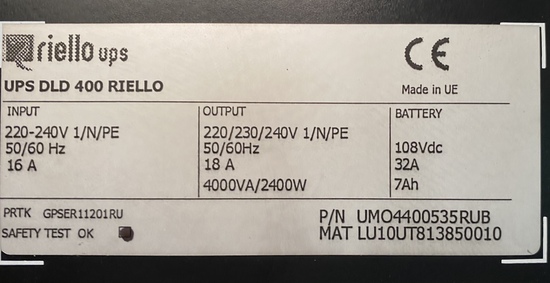 riello ups
CE
UPS DLD 400 RIELLO
Made in UE
INPUT
220-240V 1/N/PE
50/60 Hz
16 A
OUTPUT
220/230/240V 1/N/PE
50/60Hz
18 A
4000VA/2400W
BATTERY
108Vdc
32A
7Ah
PRTK GPSER11201RU
SAFETY TEST OK
P/N UMO4400535RUB
MAT LU10UT813850010